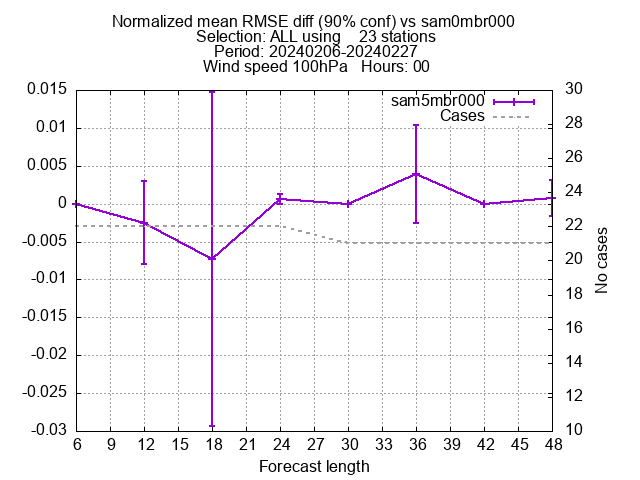 Normalized mean RMSE diff (90% conf) vs sam0mbr000
Selection: ALL using    23 stations
Period: 20240206-20240227
Wind speed 100hPa   Hours: 00
sam5mbr000
Cases
0.015
0.01
0.005
0
-0.005
-0.01
-0.015
-0.02
-0.025
-0.03
30
28
26
24
22
20
18
16
14
12
10
No cases
6 9 12 15 18 21 24 27 30 33 36 39 42 45 48
Forecast length